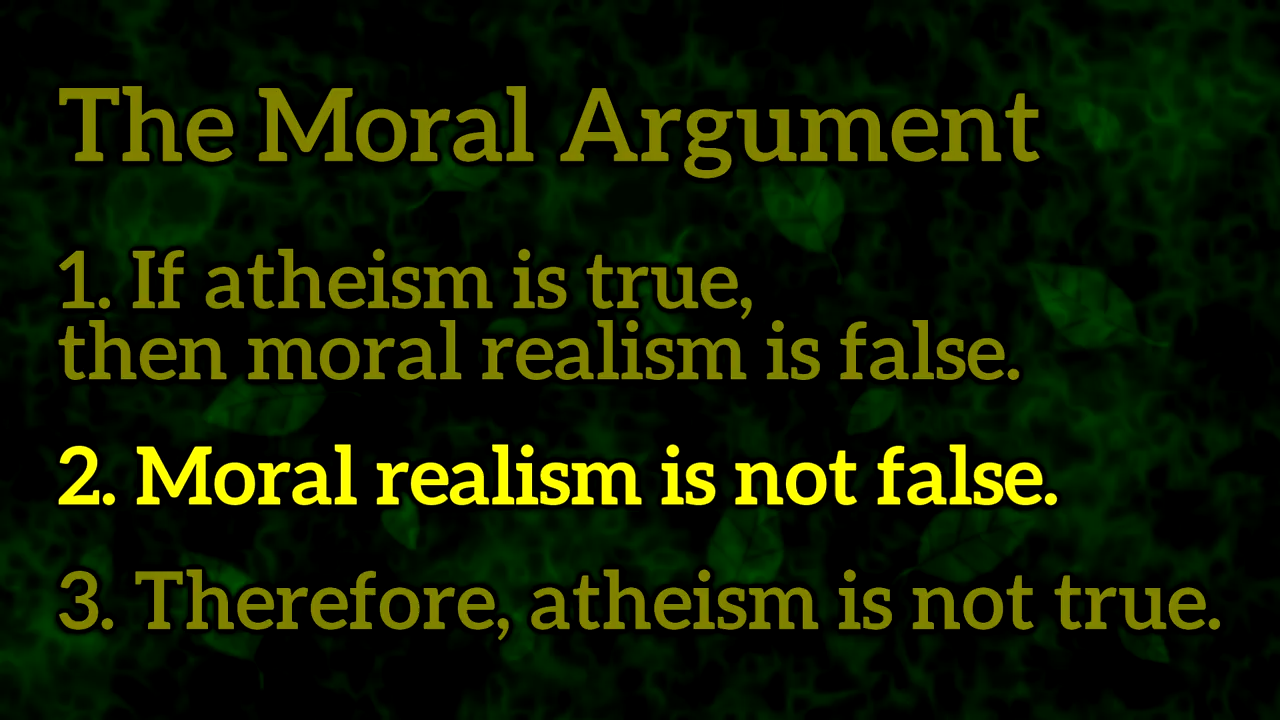 The Moral Argument
1. If atheism is true,
then moral realism is false.
2. Moral realism is not false.
3. Therefore, atheism is not true.